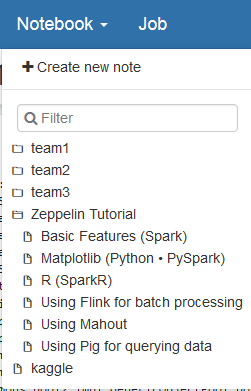 Notebook Job
Create new note
Filter
team1
team2
team3
Zeppelin Tutorial
Basic Features (Spark)
Matplotlib (Python • PySpark)
R (SparkR)
Using Flink for batch processing
Using Mahout
Using Pig for querying data
kaggle